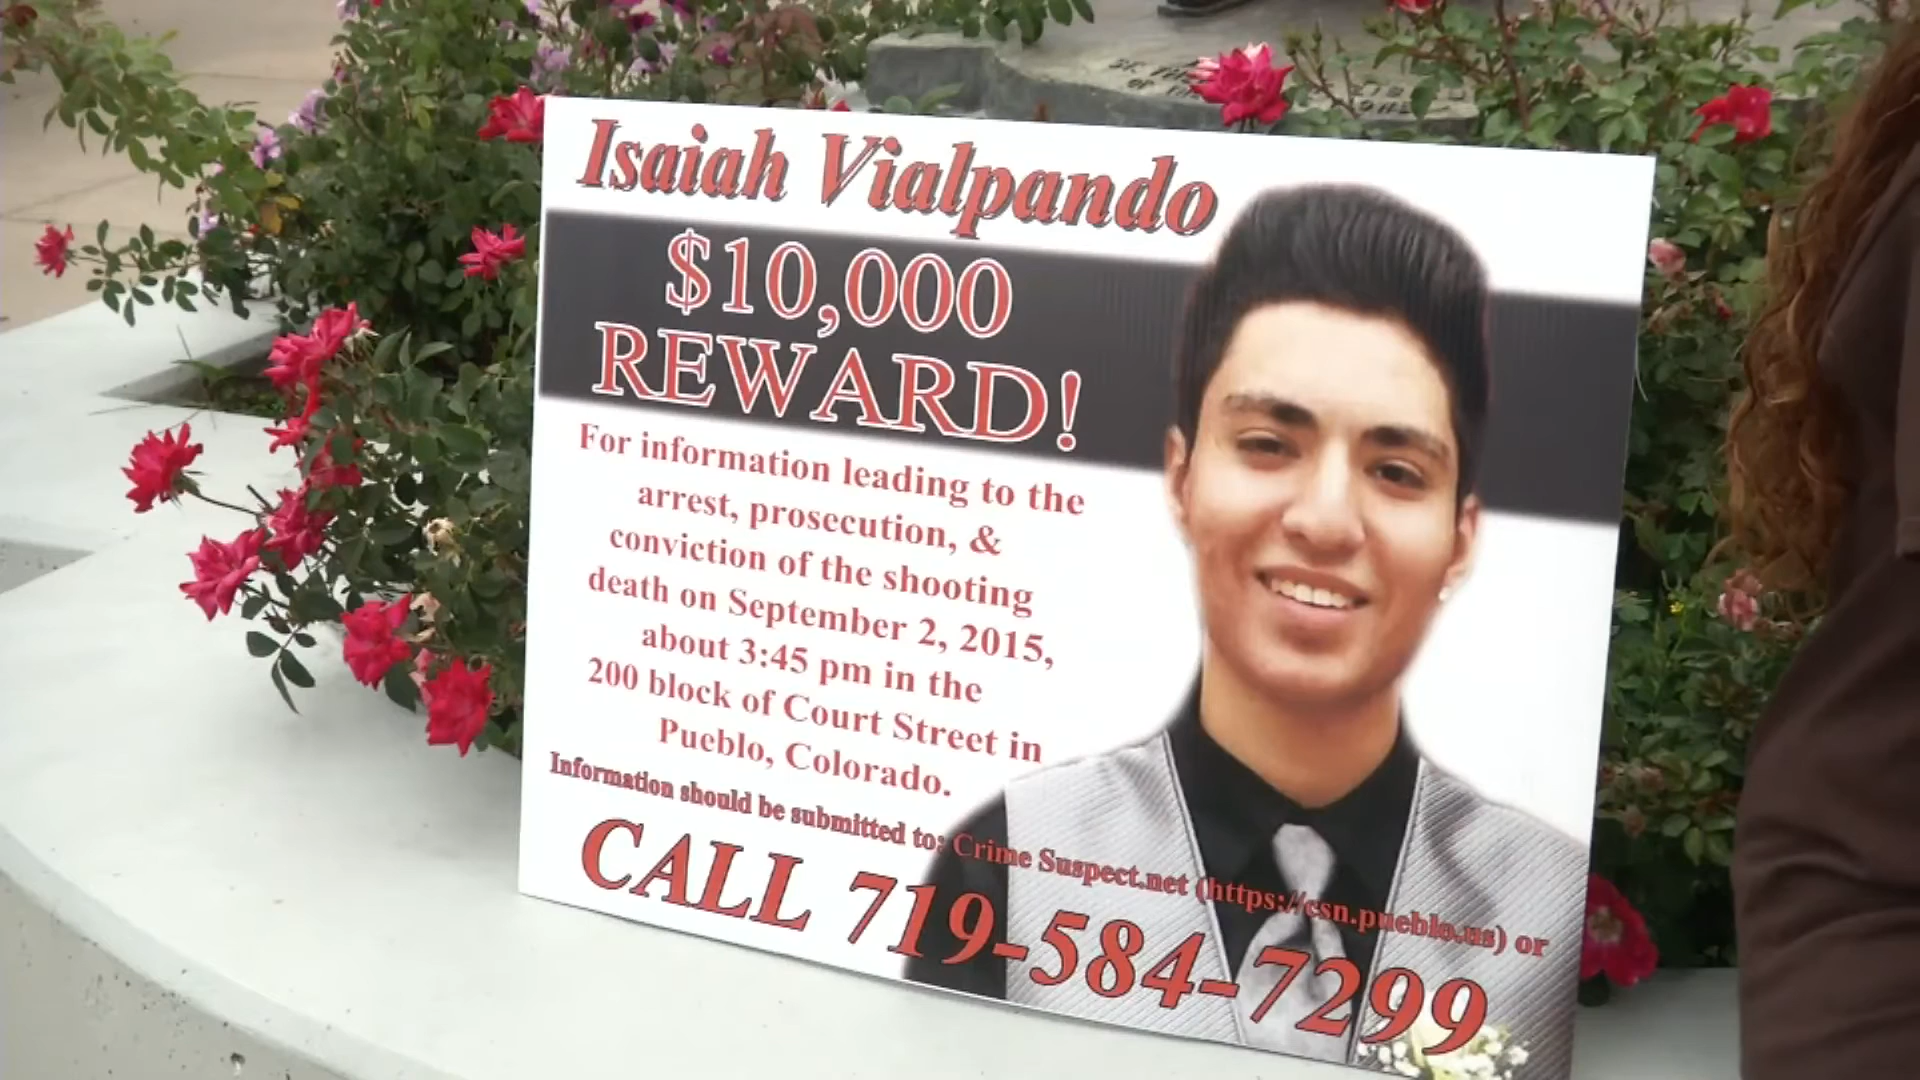 Isaiah Vialpando
$10,000
REWARD!
For information leading to the
arrest, prosecution, &
conviction of the shooting
death on September 2, 2015,
about 3:45 pm in the
200 block of Court Street in
Pueblo, Colorado.
Information should be submitted to: Crime Suspect.net (https://csn.pueblo.us) or
CALL 719-584-7299